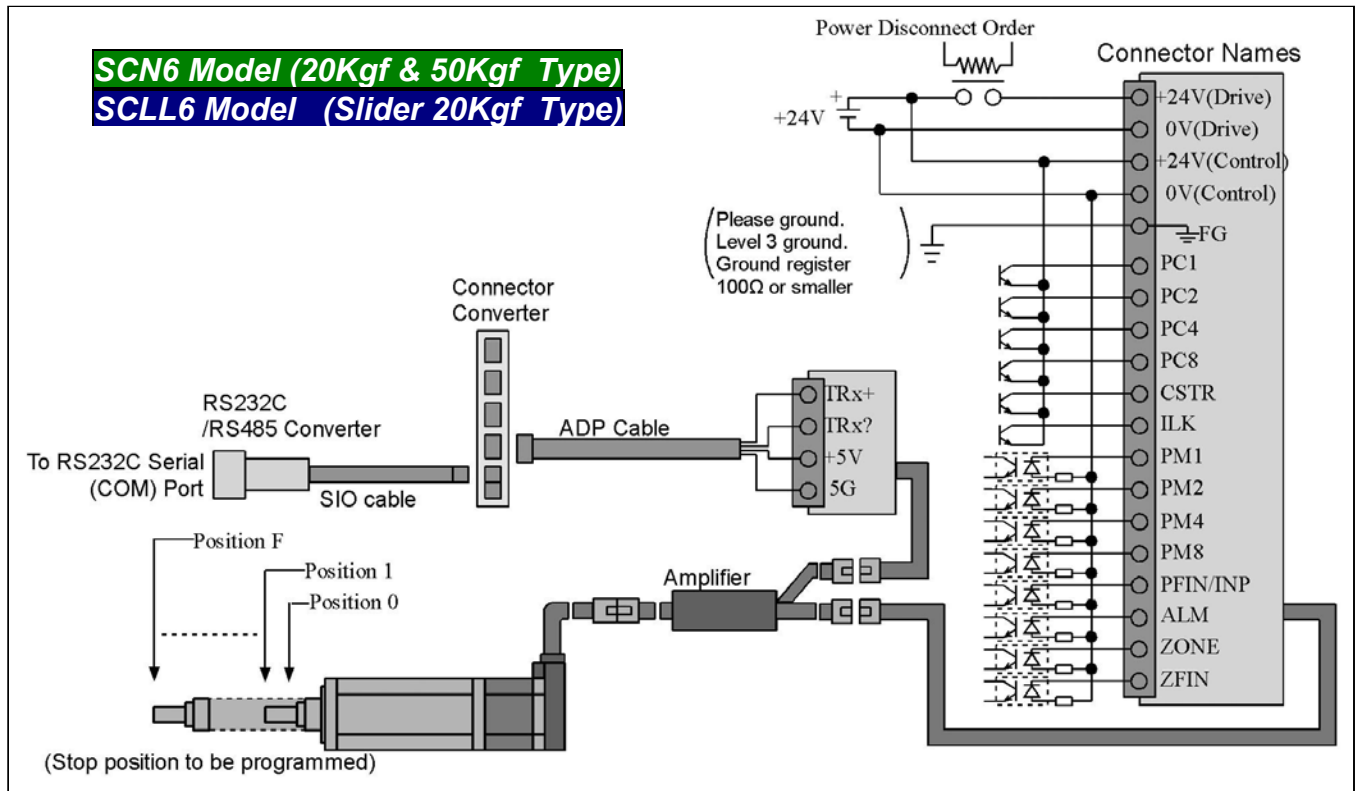 SCN6 Model (20Kgf & 50Kgf Type)
SCLL6 Model (Slider 20Kgf Type)
Power Disconnect Order
Connector Names
+
+24V
+24V(Drive)
0V(Drive)
+24V(Control)
0V(Control)
FG
Please ground.
Level 3 ground.
Ground register
100Ω or smaller
PC1
PC2
PC4
PC8
CSTR
ILK
PM1
PM2
PM4
PM8
PFIN/INP
ALM
ZONE
ZFIN
Connector
Converter
RS232C
/RS485 Converter
To RS232C Serial
(COM) Port
SIO cable
ADP Cable
TRx+
TRx?
+5V
5G
Position F
Position 1
Position 0
Amplifier
(Stop position to be programmed)